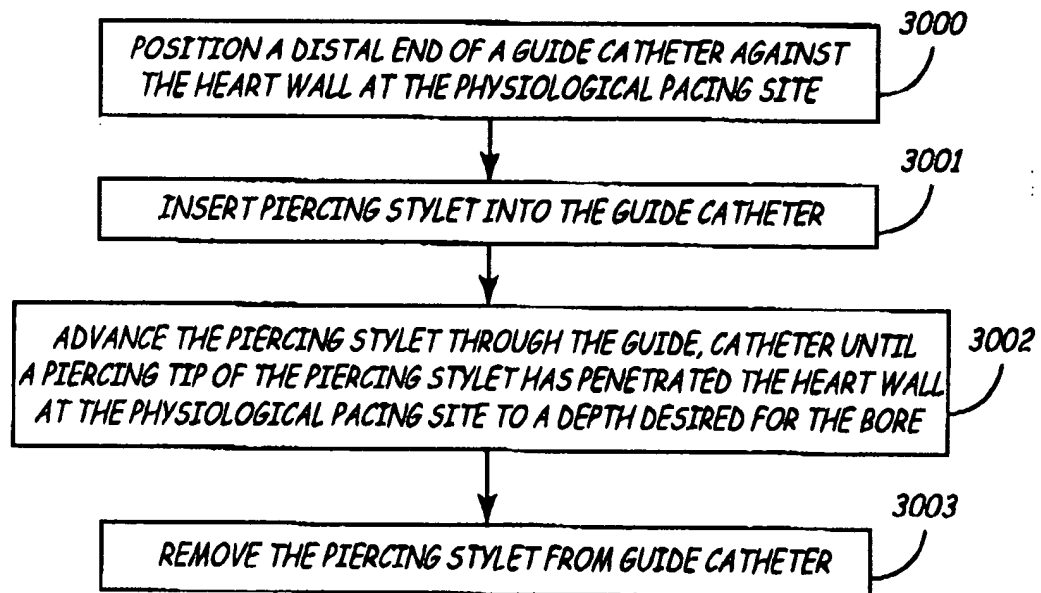 3000
POSITION A DISTAL END OF A GUIDE CATHETER AGAINST
THE HEART WALL AT THE PHYSIOLOGICAL PACING SITE
3001
INSERT PIERCING STYLET INTO THE GUIDE CATHETER
ADVANCE THE PIERCING STYLET THROUGH THE GUIDE, CATHETER UNTIL
3002
A PIERCING TIP OF THE PIERCING STYLET HAS PENETRATED THE HEART WALL
AT THE PHYSIOLOGICAL PACING SITE TO A DEPTH DESIRED FOR THE BORE
3003
REMOVE THE PIERCING STYLET FROM GUIDE CATHETER